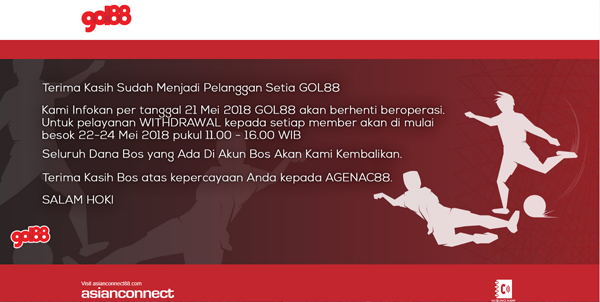 gol88
Terima Kasih Sudah Menjadi Pelanggan Setia GOL88
Kami Infokan per tanggal 21 Mei 2018 GOL88 akan berhenti beroperasi.
Untuk pelayanan WITHDRAWAL kepada setiap member akan di mulai
besok 22-24 Mei 2018 pukul 11.00 - 16.00 WIB
Seluruh Dana Bos yang Ada Di Akun Bos Akan Kami Kembalikan.
Terima Kasih Bos atas kepercayaan Anda kepada AGENAC88.
SALAM HOKI
gol88
Visit asianconnect88.com
asianconnect
HUBUNGI KAMI